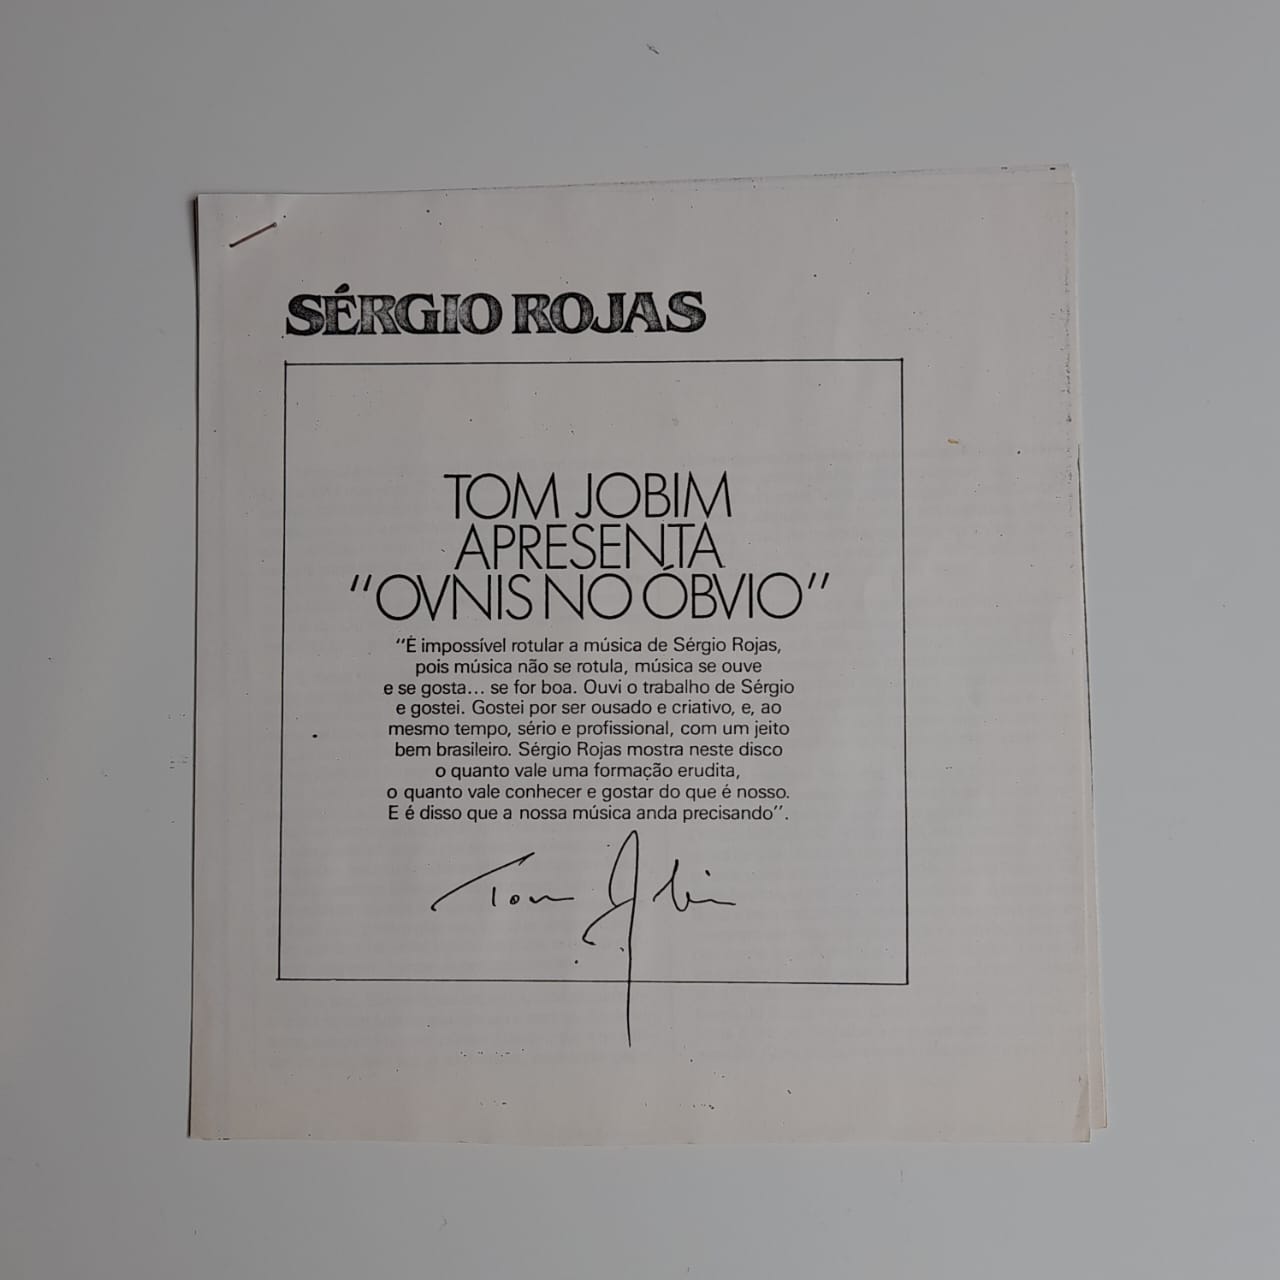 SÉRGIO ROJAS
TOM JOBIM
APRESENTA
"OVNIS NO ÓBVIO"
"É impossível rotular a música de Sérgio Rojas,
pois música não se rotula, música se ouve
e se gosta... se for boa. Ouvi o trabalho de Sérgio
e gostei. Gostei por ser ousado e criativo, e, ao
mesmo tempo, sério e profissional, com um jeito
bem brasileiro. Sérgio Rojas mostra neste disco
o quanto vale uma formação erudita,
o quanto vale conhecer e gostar do que é nosso.
E é disso que a nossa música anda precisando".
Tom Jobim